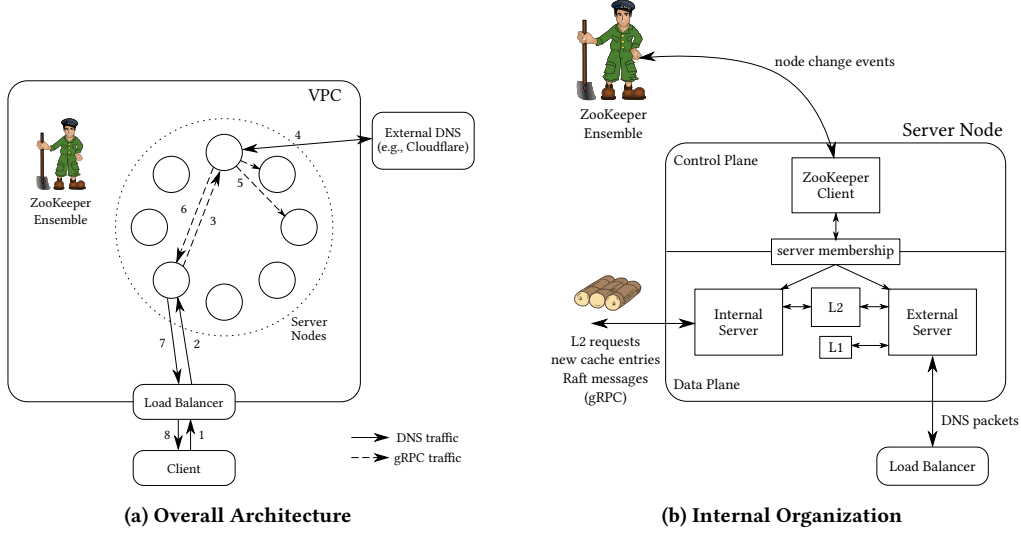 VPC
ZooKeeper
Ensemble
4
External DNS
(e.g., Cloudflare)
5
6
3
Server
Nodes
7
2
Load Balancer
8
1
Client
DNS traffic
gRPC traffic
(a) Overall Architecture
node change events
ZooKeeper
Ensemble
Server Node
Control Plane
ZooKeeper
Client
server membership
Internal
Server
L2
External
Server
L1
L2 requests
new cache entries
Raft messages
(gRPC)
Data Plane
DNS packets
Load Balancer
(b) Internal Organization